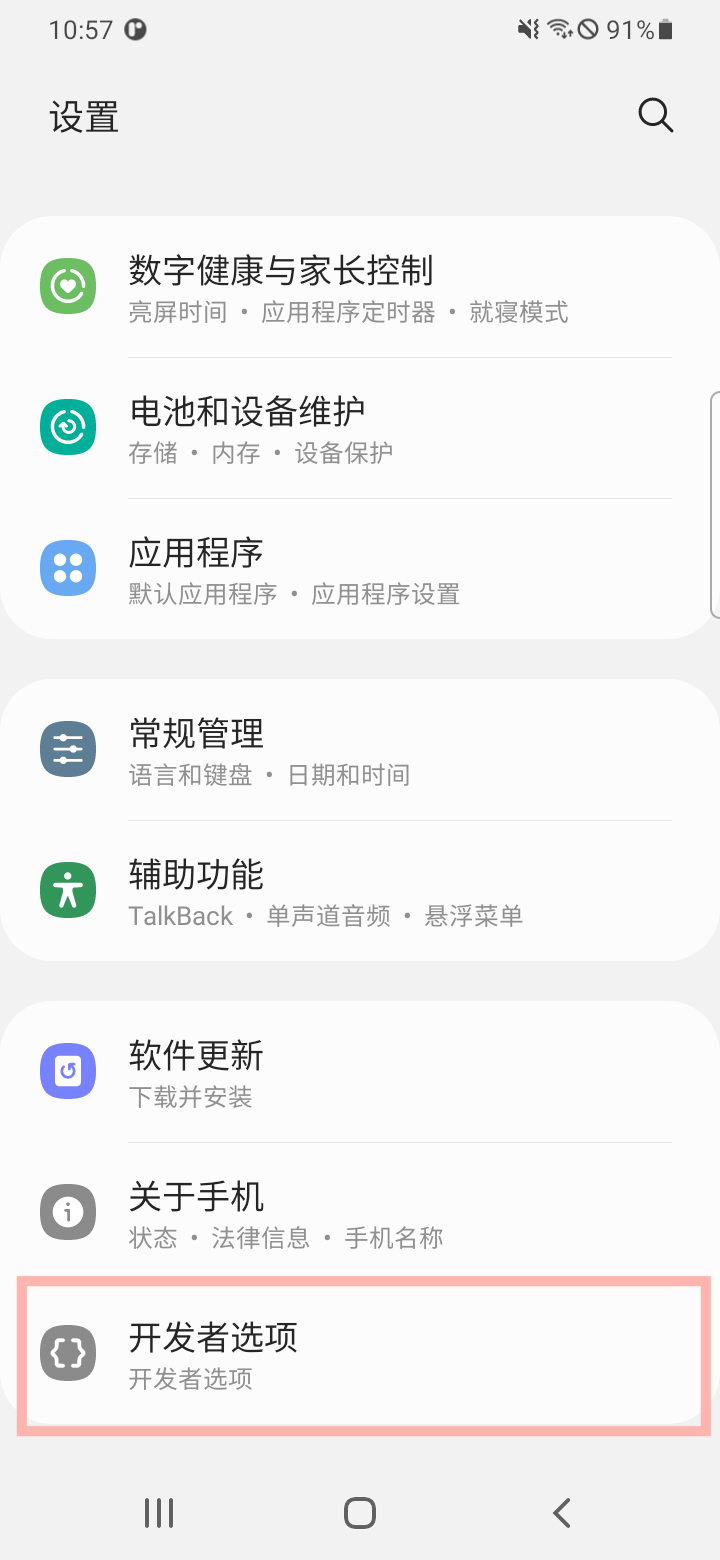 10:57 91%
设置
数字健康与家长控制
亮屏时间 • 应用程序定时器 • 就寝模式
电池和设备维护
存储 • 内存 • 设备保护
应用程序
默认应用程序 • 应用程序设置
常规管理
语言和键盘 • 日期和时间
辅助功能
TalkBack • 单声道音频 • 悬浮菜单
软件更新
下载并安装
关于手机
状态 • 法律信息 • 手机名称
开发者选项
开发者选项